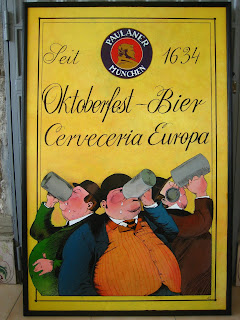 PAULANER
MÜNCHEN
Seit 1634
Oktoberfest - Bier
Cerveceria Europa